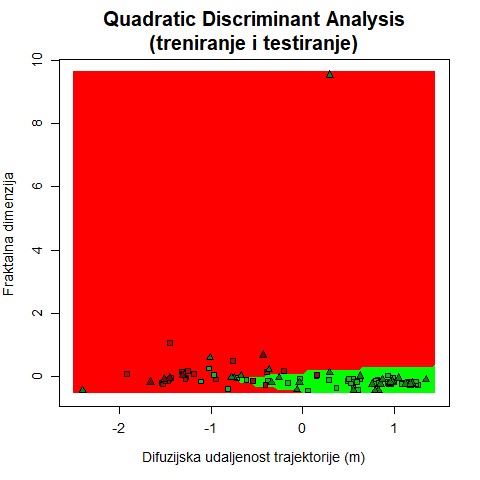 Quadratic Discriminant Analysis
(treniranje i testiranje)
Fraktalna dimenzija
10
8
6
4
2
0
-2 -1 0 1
Difuzijska udaljenost trajektorije (m)